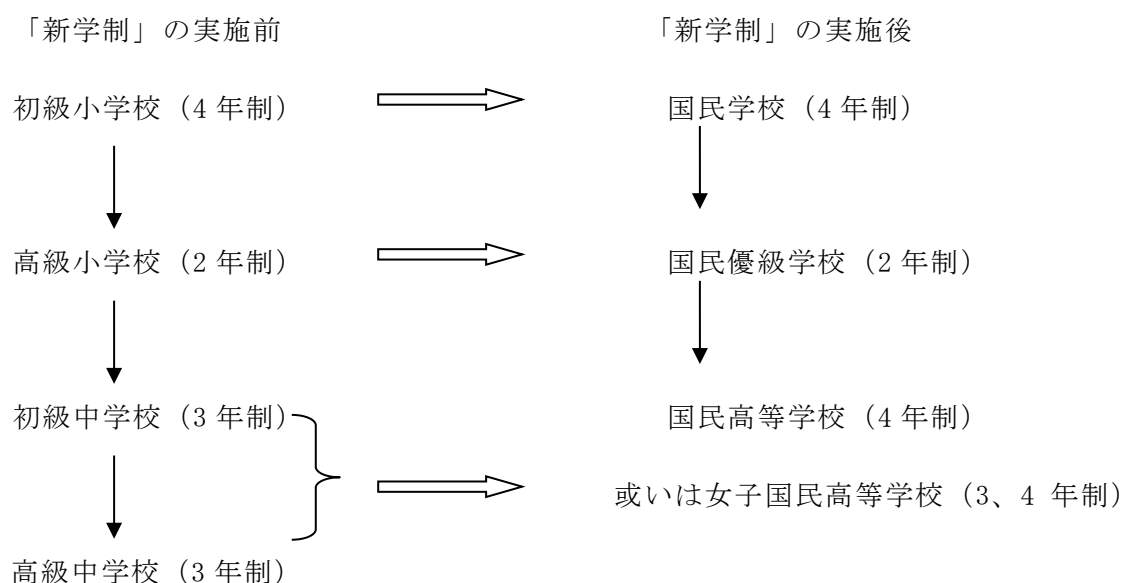 「新学制」の実施前
「新学制」の実施後
初級小学校（4 年制）
国民学校（4 年制）
高級小学校（2 年制）
国民優級学校（2 年制）
初級中学校（3 年制）
国民高等学校（4 年制）
或いは女子国民高等学校（3、4 年制）
高級中学校（3 年制）